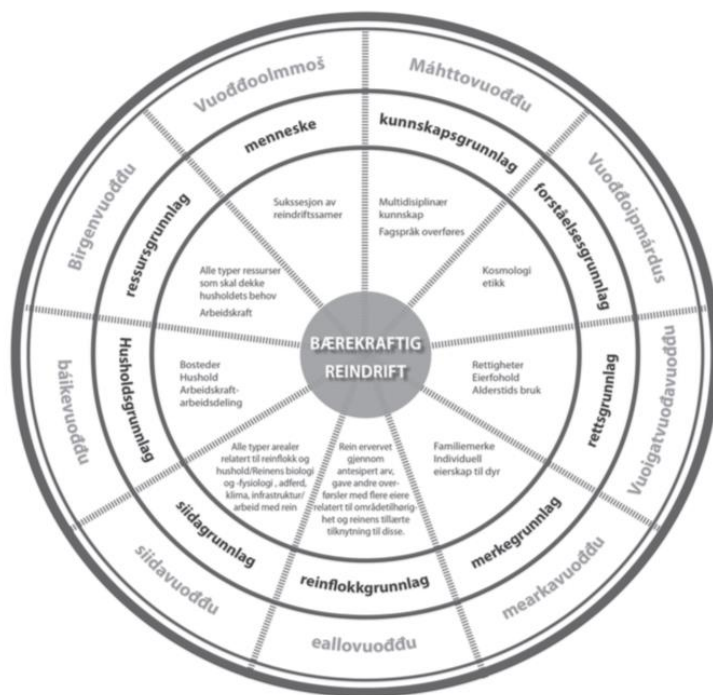 BÆREKRAFTIG
REINDRIFT
Vuođđoolmmoš
menneske
Sukssesjon av
reindriftssamer
Máhttovuođđu
kunnskapsgrunnlag
Multidisiplinær
kunnskap
Fagspråk overføres
Vuođđoipmárdus
forståelsesgrunnlag
Kosmologi
etikk
Vuoigatvuođavuođđu
rettsgrunnlag
Rettigheter
Eierfohold
Alderstids bruk
mearkavuođđu
merkegrunnlag
Familiemerke
Individuell
eierskap til dyr
eallovuođđu
reinflokkgrunnlag
Rein ervervet
gjennom
antesipert arv,
gave andre over-
førsler med flere eiere
relatert til områdetilhørig-
het og reinens tillærte
tilknytning til disse.
siidavuođđu
siidagrunnlag
Alle typer arealer
relatert til reinflokk og
hushold/Reinens biologi
og -fysiologi , adferd,
klima, infrastruktur/
arbeid med rein
báikevuođđu
Husholdsgrunnlag
Bosteder
Hushold
Arbeidskraft-
arbeidsdeling
Birgenvuođđu
ressursgrunnlag
Alle typer ressurser
som skal dekke
husholdets behov
Arbeidskraft